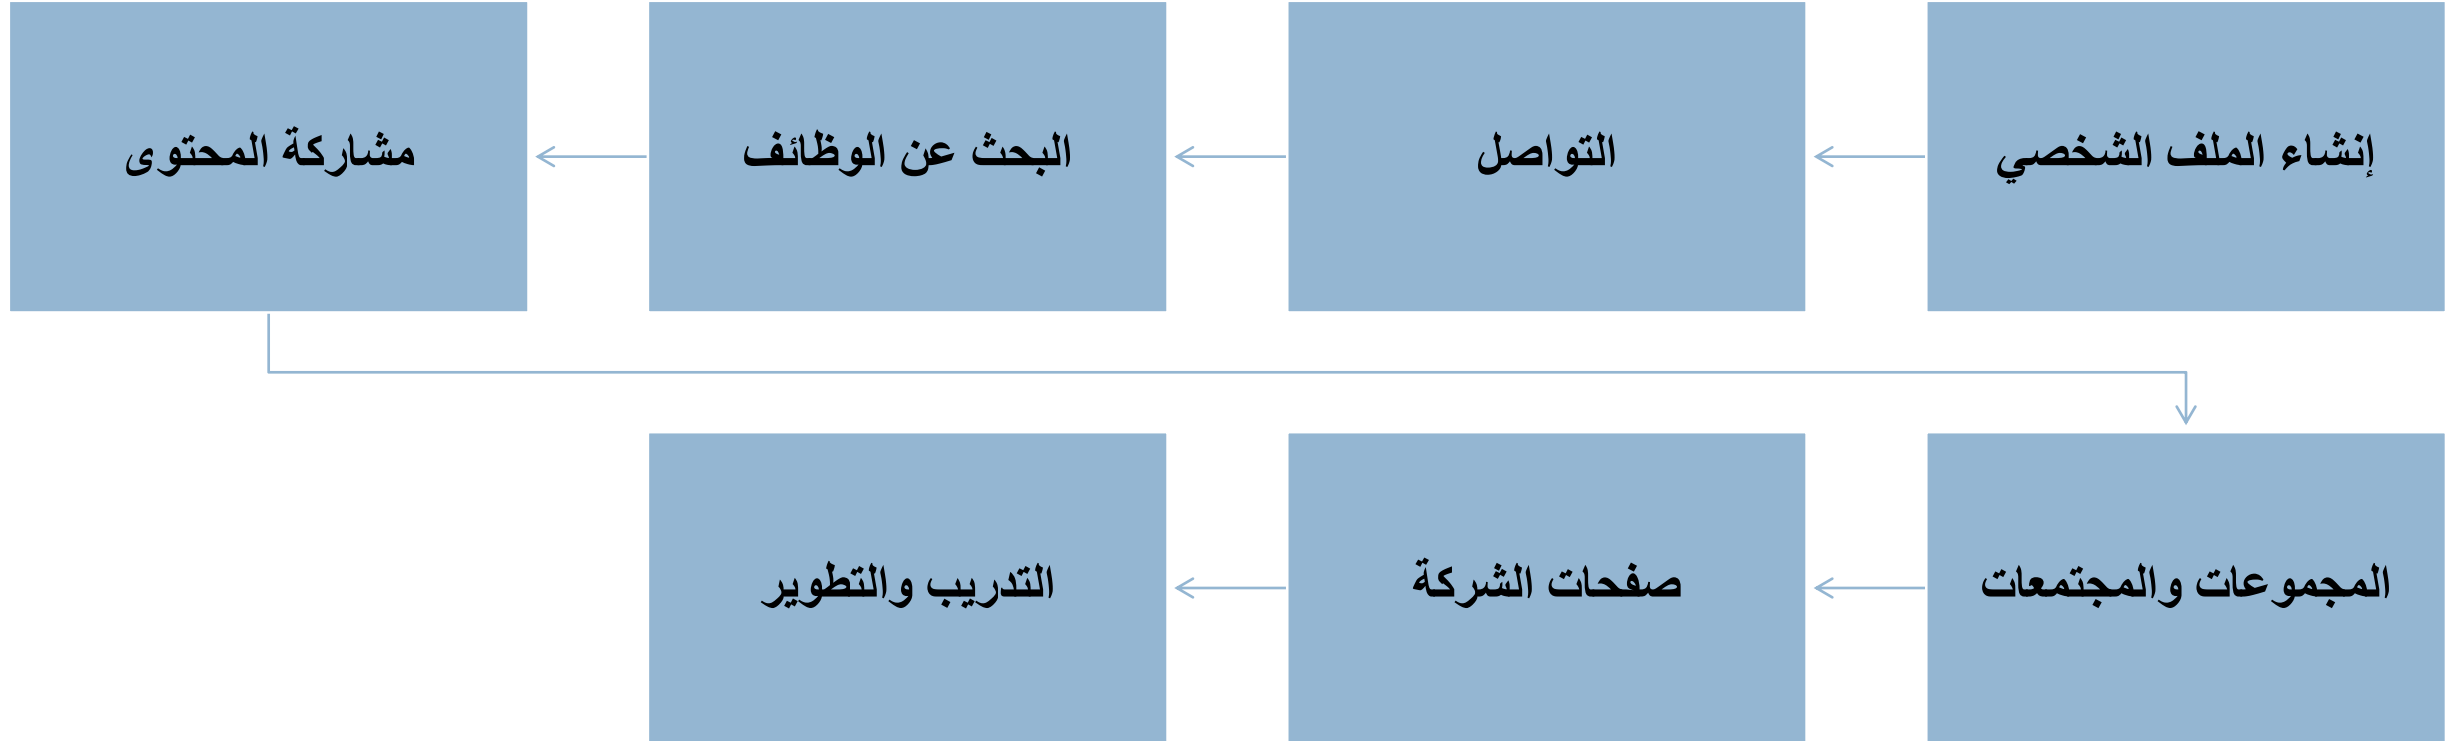 إنشاء الملف الشخصي
التواصل
البحث عن الوظائف
مشاركة المحتوى
المجموعات والمجتمعات
صفحات الشركة
التدريب والتطوير